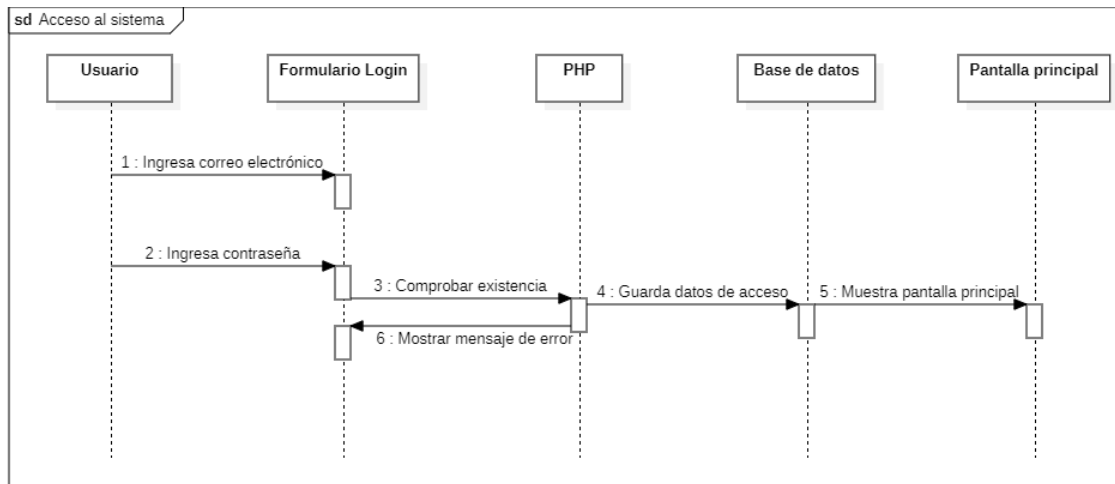 sd Acceso al sistema
Usuario
Formulario Login
PHP
Base de datos
Pantalla principal
1 : Ingresa correo electrónico
2 : Ingresa contraseña
3 : Comprobar existencia
4 : Guarda datos de acceso
5 : Muestra pantalla principal
6 : Mostrar mensaje de error